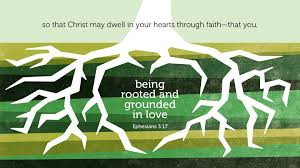 so that Christ may dwell in your hearts through faith—that you,
being
rooted and
grounded
in love
Ephesians 3:17